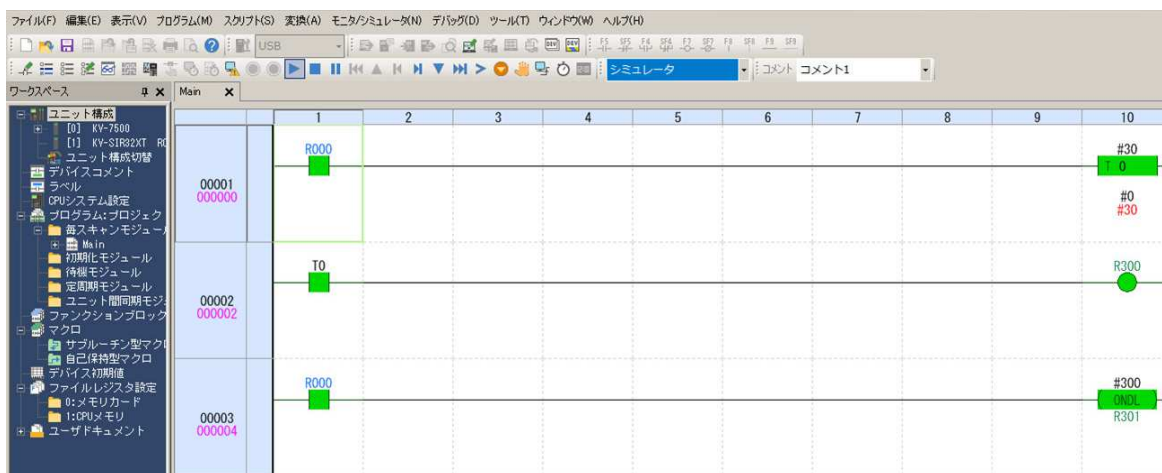 ファイル(F) 編集(E) 表示(V) プログラム(M) スクリプト(S) 変換(A) モニタ/シミュレータ(N) デバッグ(D) ツール(T) ウィンドウ(W) ヘルプ(H)
USB
シミュレータ コメント コメント1
ワークスペース Main
ユニット構成
[0] KV-7500
[1] KV-SIR32XT
ユニット構成切替
デバイスコメント
ラベル
CPUシステム設定
プログラム:プロジェク
毎スキャンモジュー
Main
初期化モジュール
待機モジュール
定周期モジュール
ユニット間同期モジ
ファンクションブロック
マクロ
サブルーチン型マク
自己保持型マクロ
デバイス初期値
ファイルレジスタ設定
0:メモリカード
1:CPUメモリ
ユーザドキュメント
1 2 3 4 5 6 7 8 9 10
R000 #30
T 0
00001
000000
#0
#30
T0 R300
00002
000002
R000 #300
ONDL
R301
00003
000004